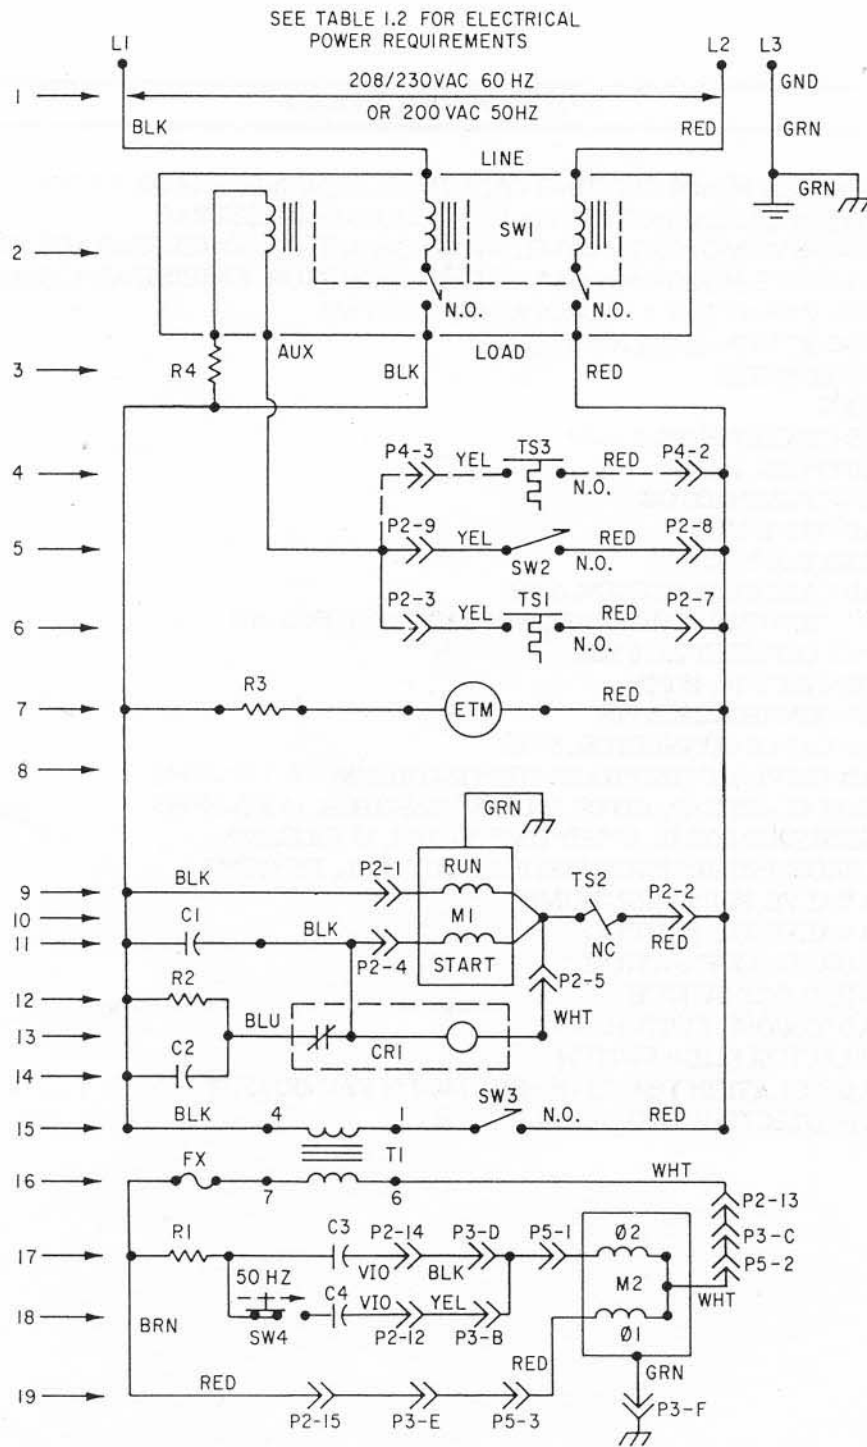 SEE TABLE 1.2 FOR ELECTRICAL
POWER REQUIREMENTS
L1 L2 L3
208/230VAC 60 HZ GND
1
OR 200 VAC 50HZ
BLK RED GRN
LINE GRN
SW1
2
N.O. N.O.
AUX LOAD
3 R4 BLK RED
P4-3 YEL TS3 RED P4-2
4
N.O.
P2-9 P2-8
5 YEL RED
SW2 N.O.
P2-3 YEL TS1 RED P2-7
6
N.O.
R3 RED
7 ETM
8
GRN
BLK P2-1 RUN
9
TS2 P2-2
10
C1 BLK M1
11
P2-4 START NC RED
P2-5
R2
12
BLU WHT
13
C2 CR1
14
SW3
BLK 4 1 N.O. RED
15
T1
FX WHT
16
7 6 P2-13
P3-C
R1 C3 P2-14 P3-D P5-1 Ø2
17 P5-2
50 HZ VIO BLK
C4 VIO YEL M2 WHT
18
BRN SW4 P2-12 P3-B Ø1
RED GRN
RED
19
P2-15 P3-E P5-3 P3-F